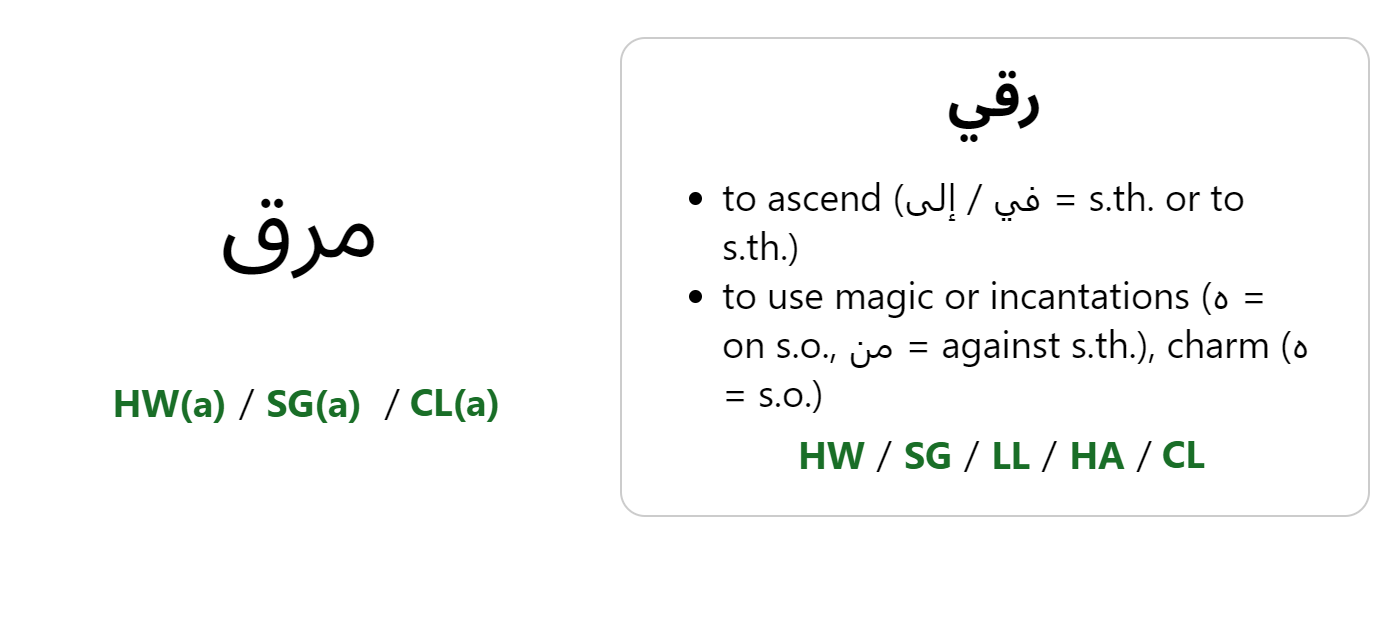 مرق
HW(a) / SG(a) / CL(a)
رقي
• to ascend (في / إلى = s.th. or to
s.th.)
• to use magic or incantations (ه =
on s.o., من = against s.th.), charm (ه
= s.o.)
HW / SG / LL / HA / CL